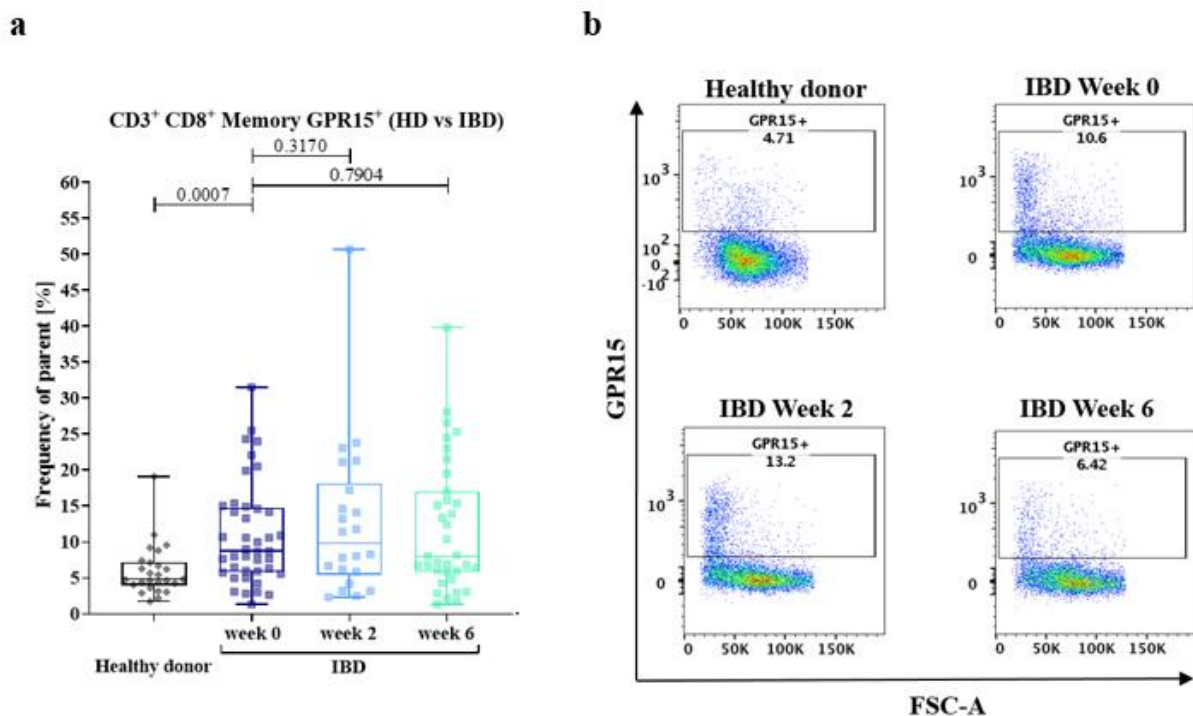 a
CD3⁺ CD8⁺ Memory GPR15⁺ (HD vs IBD)
0.3170
0.7904
0.0007
Frequency of parent [%]
60
55
50
45
40
35
30
25
20
15
10
5
0
week 0
week 2
week 6
Healthy donor
IBD
b
Healthy donor
GPR15+
4.71
10³
10²
0
-10²
0 50K 100K 150K
IBD Week 0
GPR15+
10.6
10³
0
0 50K 100K 150K
IBD Week 2
GPR15+
13.2
10³
0
0 50K 100K 150K
IBD Week 6
GPR15+
6.42
10³
0
0 50K 100K 150K
GPR15
FSC-A